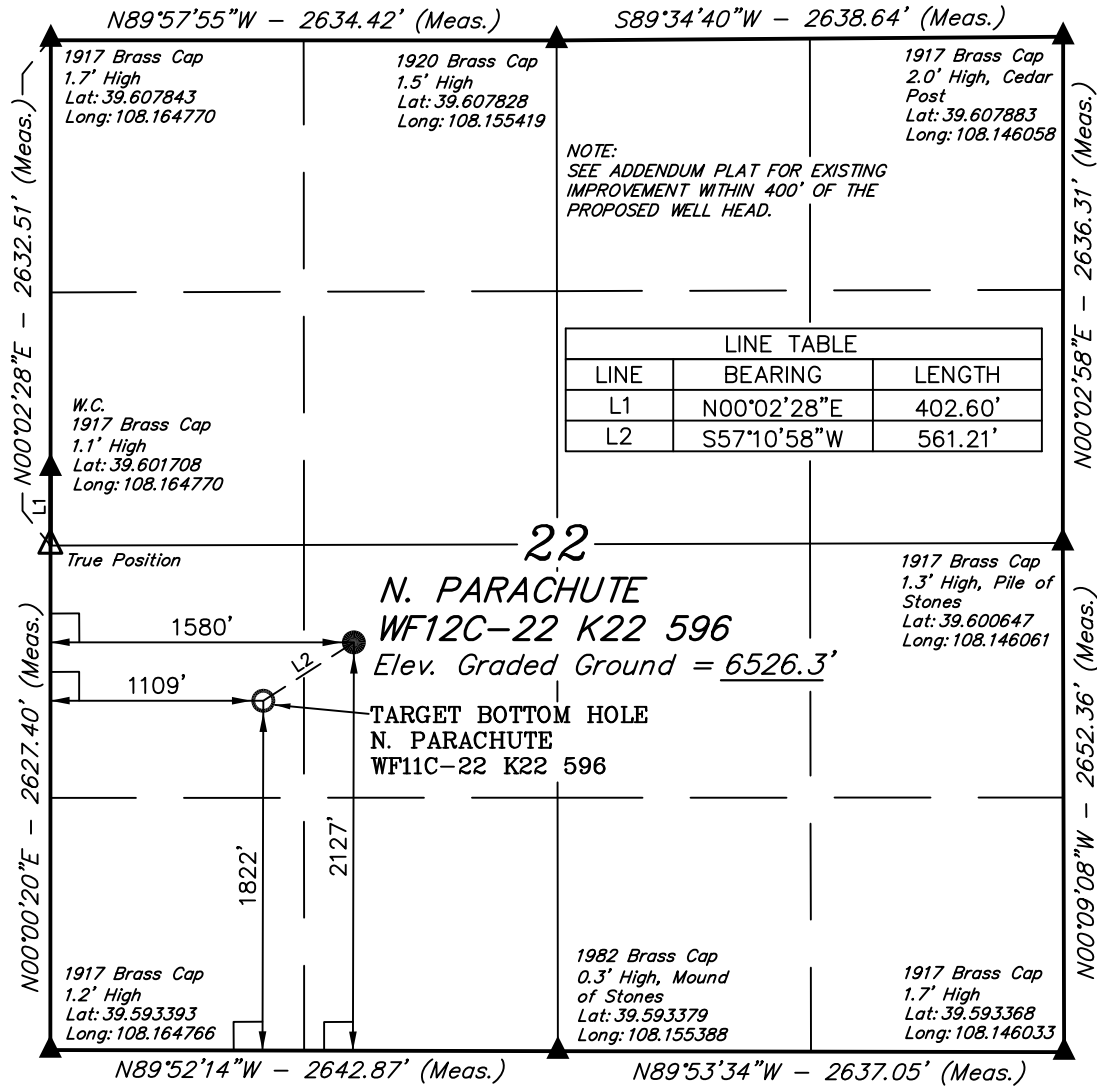 N89°57'55"W - 2634.42' (Meas.)
S89°34'40"W - 2638.64' (Meas.)
1917 Brass Cap
1.7' High
Lat: 39.607843
Long: 108.164770
1920 Brass Cap
1.5' High
Lat: 39.607828
Long: 108.155419
1917 Brass Cap
2.0' High, Cedar
Post
Lat: 39.607883
Long: 108.146058
NOTE:
SEE ADDENDUM PLAT FOR EXISTING
IMPROVEMENT WITHIN 400' OF THE
PROPOSED WELL HEAD.
N00°02'28"E - 2632.51' (Meas.)
N00°02'58"E - 2636.31' (Meas.)
LINE TABLE
LINE BEARING LENGTH
L1 N00°02'28"E 402.60'
L2 S57°10'58"W 561.21'
W.C.
1917 Brass Cap
1.1' High
Lat: 39.601708
Long: 108.164770
L1
True Position
22
N. PARACHUTE
WF12C-22 K22 596
Elev. Graded Ground = 6526.3'
1917 Brass Cap
1.3' High, Pile of
Stones
Lat: 39.600647
Long: 108.146061
1580'
L2
1109'
TARGET BOTTOM HOLE
N. PARACHUTE
WF11C-22 K22 596
1822'
2127'
N00°00'20"E - 2627.40' (Meas.)
N00°09'08"W - 2652.36' (Meas.)
1917 Brass Cap
1.2' High
Lat: 39.593393
Long: 108.164766
1982 Brass Cap
0.3' High, Mound
of Stones
Lat: 39.593379
Long: 108.155388
1917 Brass Cap
1.7' High
Lat: 39.593368
Long: 108.146033
N89°52'14"W - 2642.87' (Meas.)
N89°53'34"W - 2637.05' (Meas.)